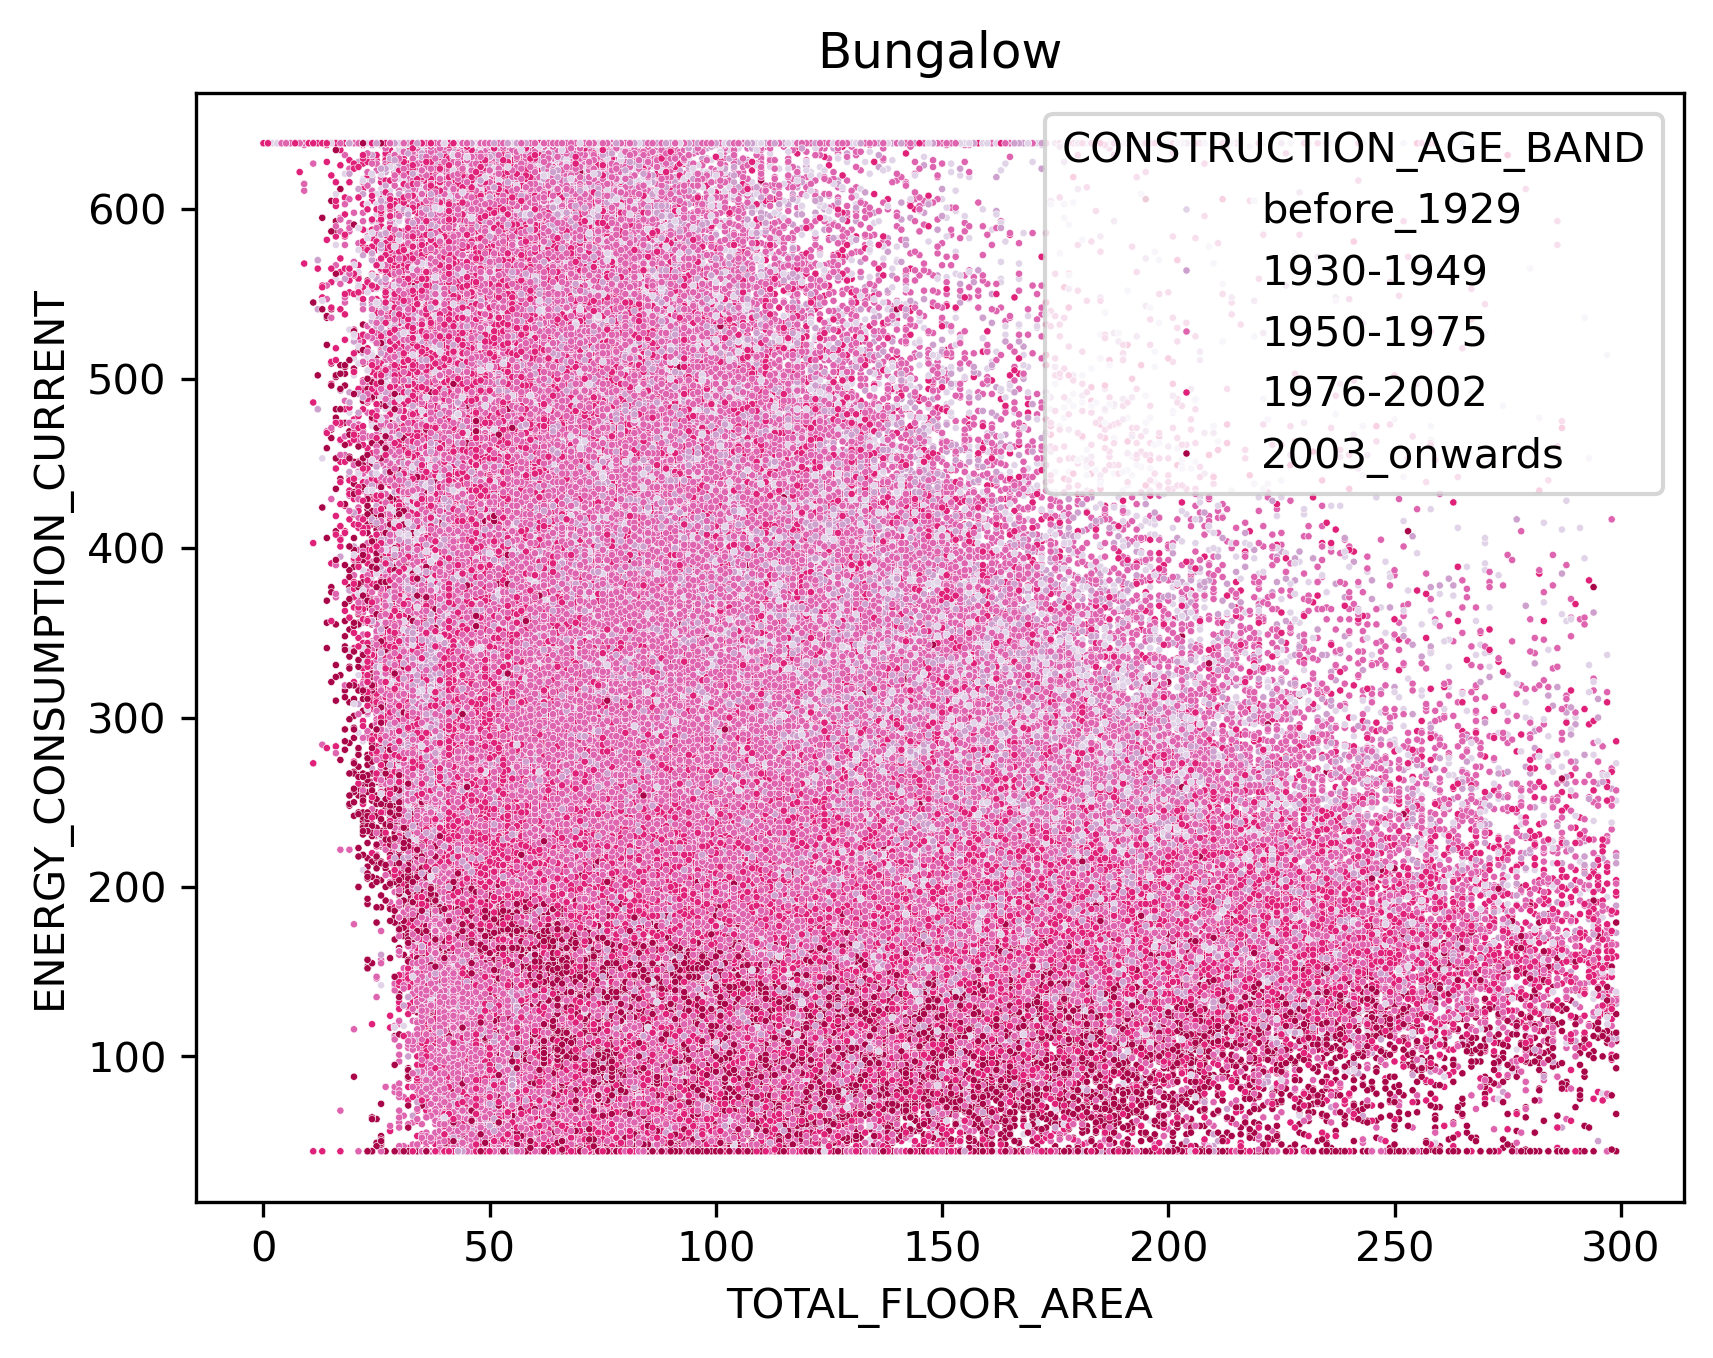 Bungalow
CONSTRUCTION_AGE_BAND
before_1929
1930-1949
1950-1975
1976-2002
2003_onwards
600
500
400
300
200
100
ENERGY_CONSUMPTION_CURRENT
0 50 100 150 200 250 300
TOTAL_FLOOR_AREA